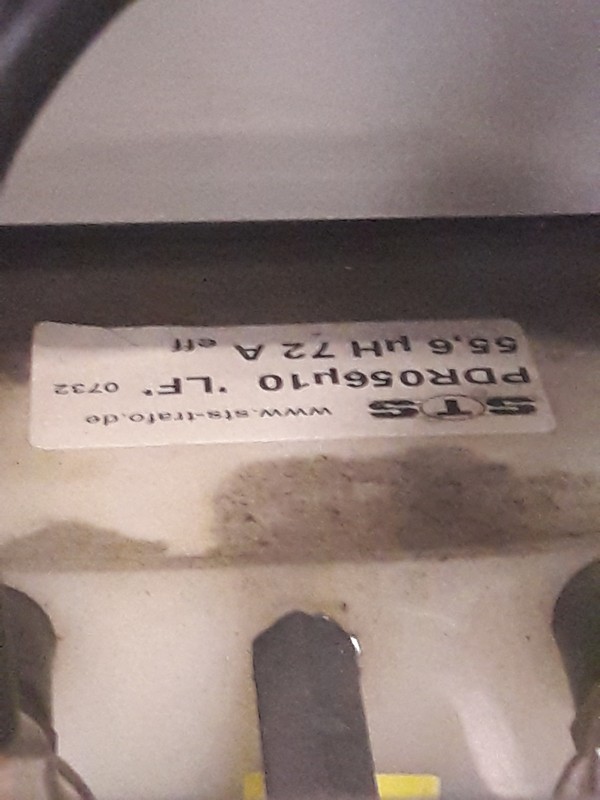 STS www.sts-trafo.de
PDR056µ10 'LF' 0732
55,6 µH 72 A eff